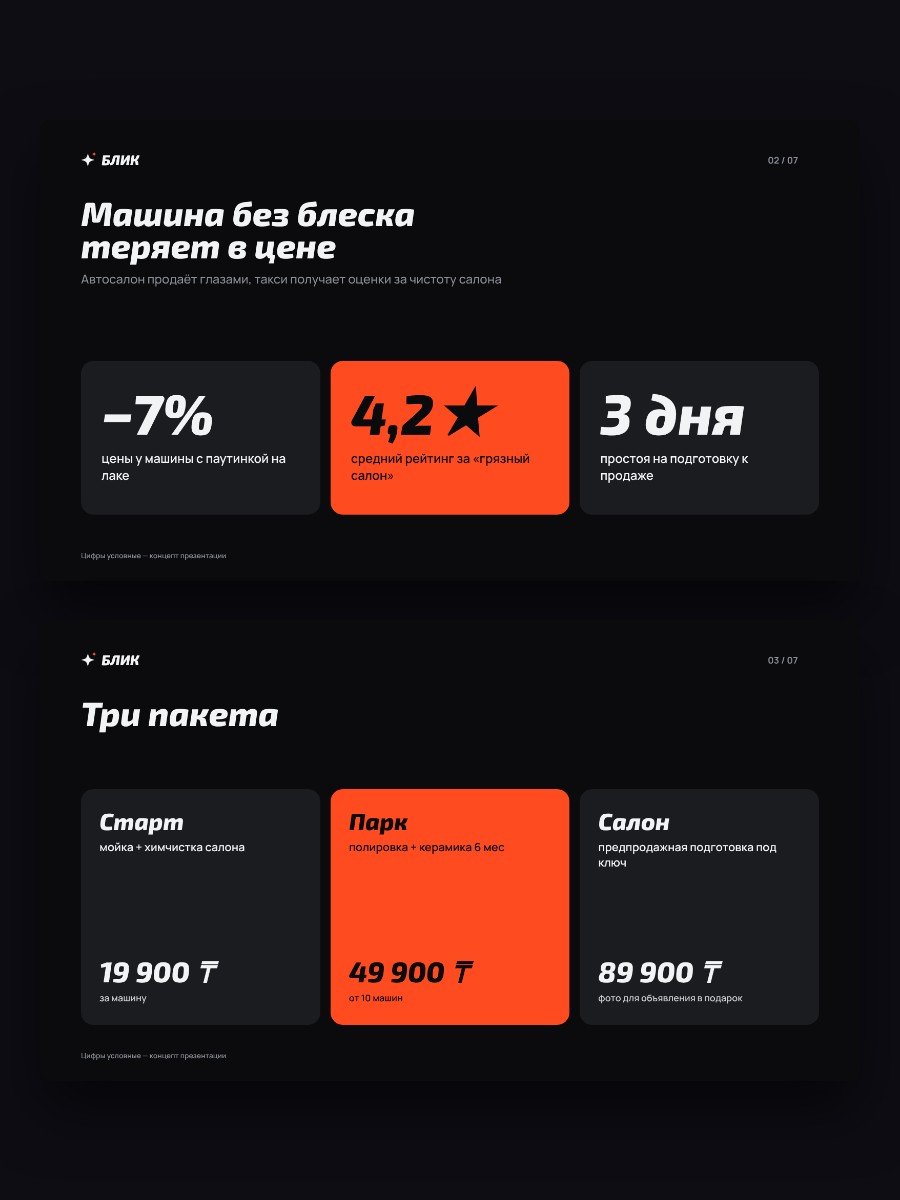 БЛИК
02 / 07
Машина без блеска
теряет в цене
Автосалон продаёт глазами, такси получает оценки за чистоту салона
–7%
цены у машины с паутинкой на
лаке
4,2 ★
средний рейтинг за «грязный
салон»
3 дня
простоя на подготовку к
продаже
Цифры условные — концепт презентации
БЛИК
03 / 07
Три пакета
Старт
мойка + химчистка салона
19 900 ₸
за машину
Парк
полировка + керамика 6 мес
49 900 ₸
от 10 машин
Салон
предпродажная подготовка под
ключ
89 900 ₸
фото для объявления в подарок
Цифры условные — концепт презентации